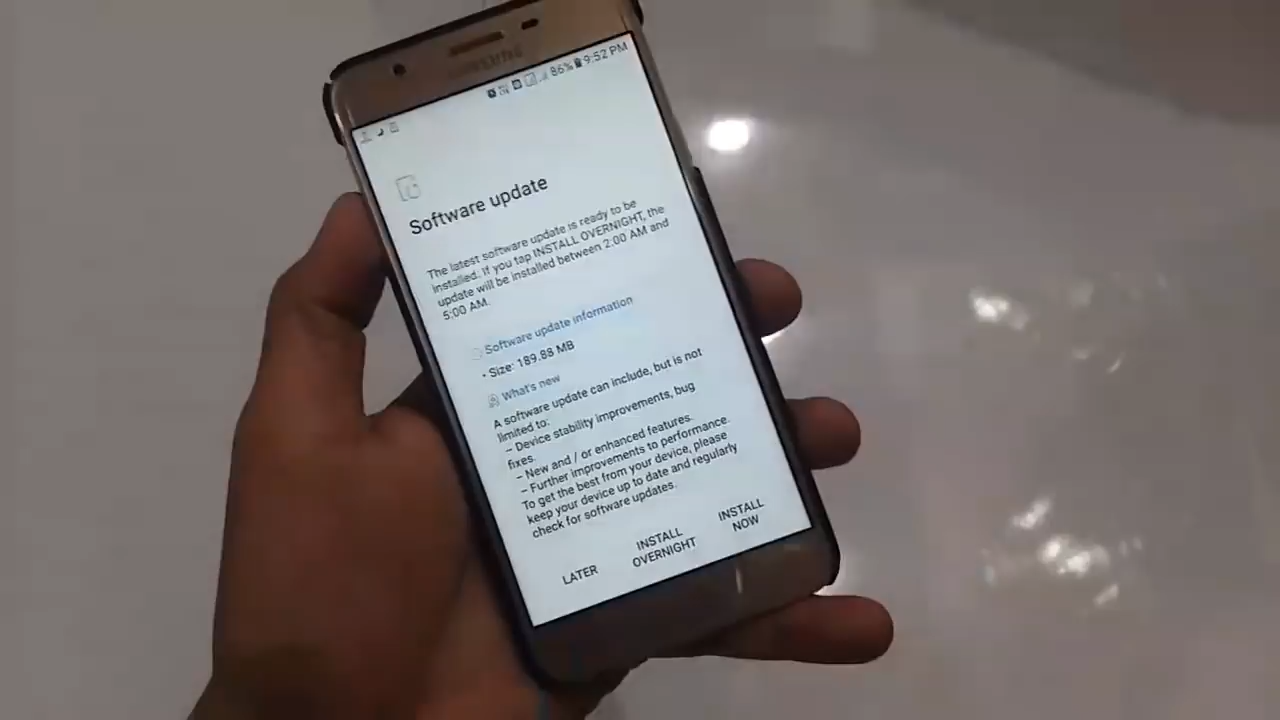 SAMSUNG
86% 9:52 PM
Software update
The latest software update is ready to be
installed. If you tap INSTALL OVERNIGHT, the
update will be installed between 2:00 AM and
5:00 AM.
Software update information
• Size: 189.88 MB
What's new
A software update can include, but is not
limited to:
– Device stability improvements, bug
fixes.
– New and / or enhanced features.
– Further improvements to performance.
To get the best from your device, please
keep your device up to date and regularly
check for software updates.
LATER
INSTALL
OVERNIGHT
INSTALL
NOW